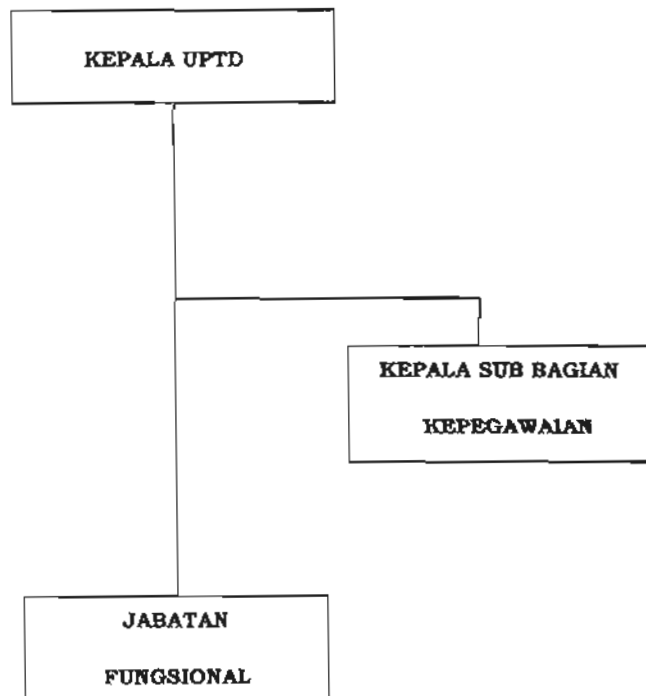 KEPALA UPTD
KEPALA SUB BAGIAN
KEPEGAWAIAN
JABATAN
FUNGSIONAL